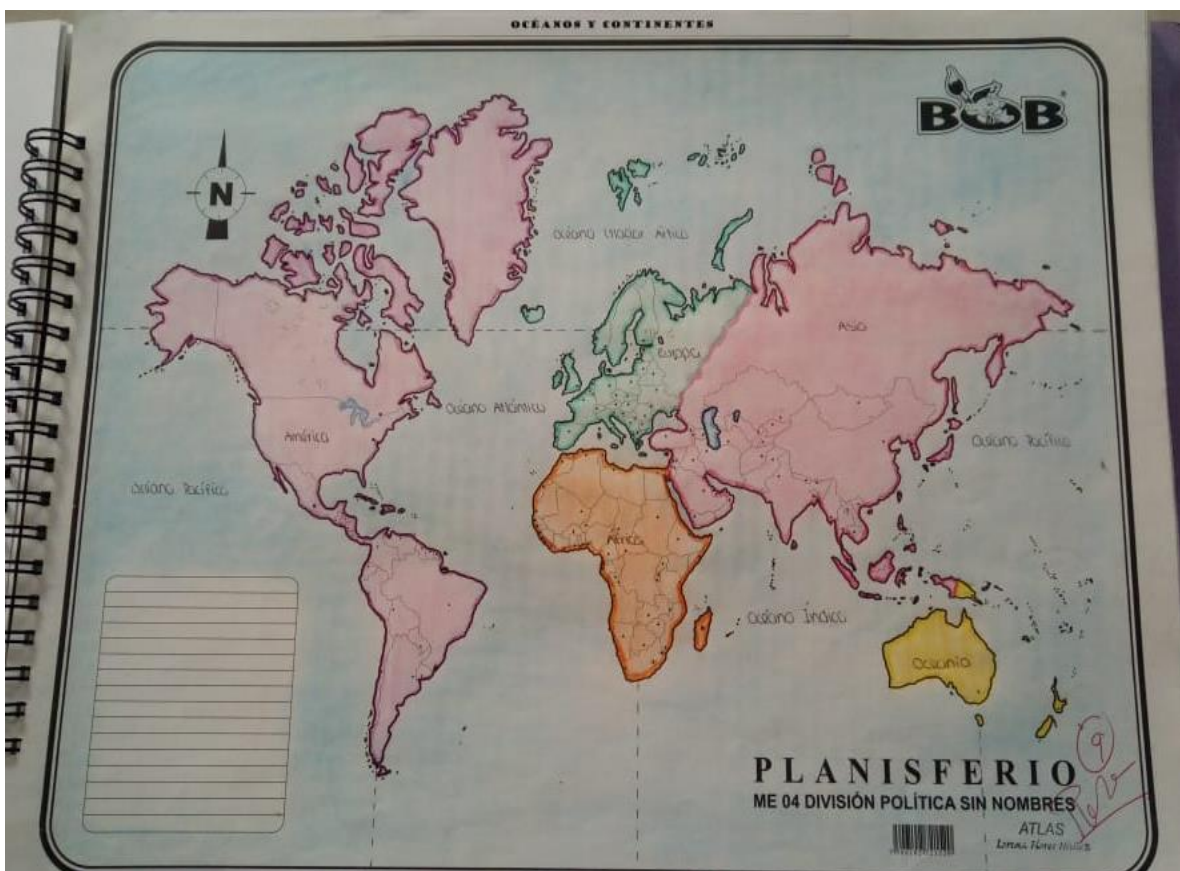 OCÉANOS Y CONTINENTES
BOB
N
Océano Glacial Ártico
Asia
Europa
Océano Atlántico
América
Océano Pacífico
Océano Pacífico
África
Océano Índico
Oceanía
9
PLANISFERIO
ME 04 DIVISIÓN POLÍTICA SIN NOMBRES
ATLAS